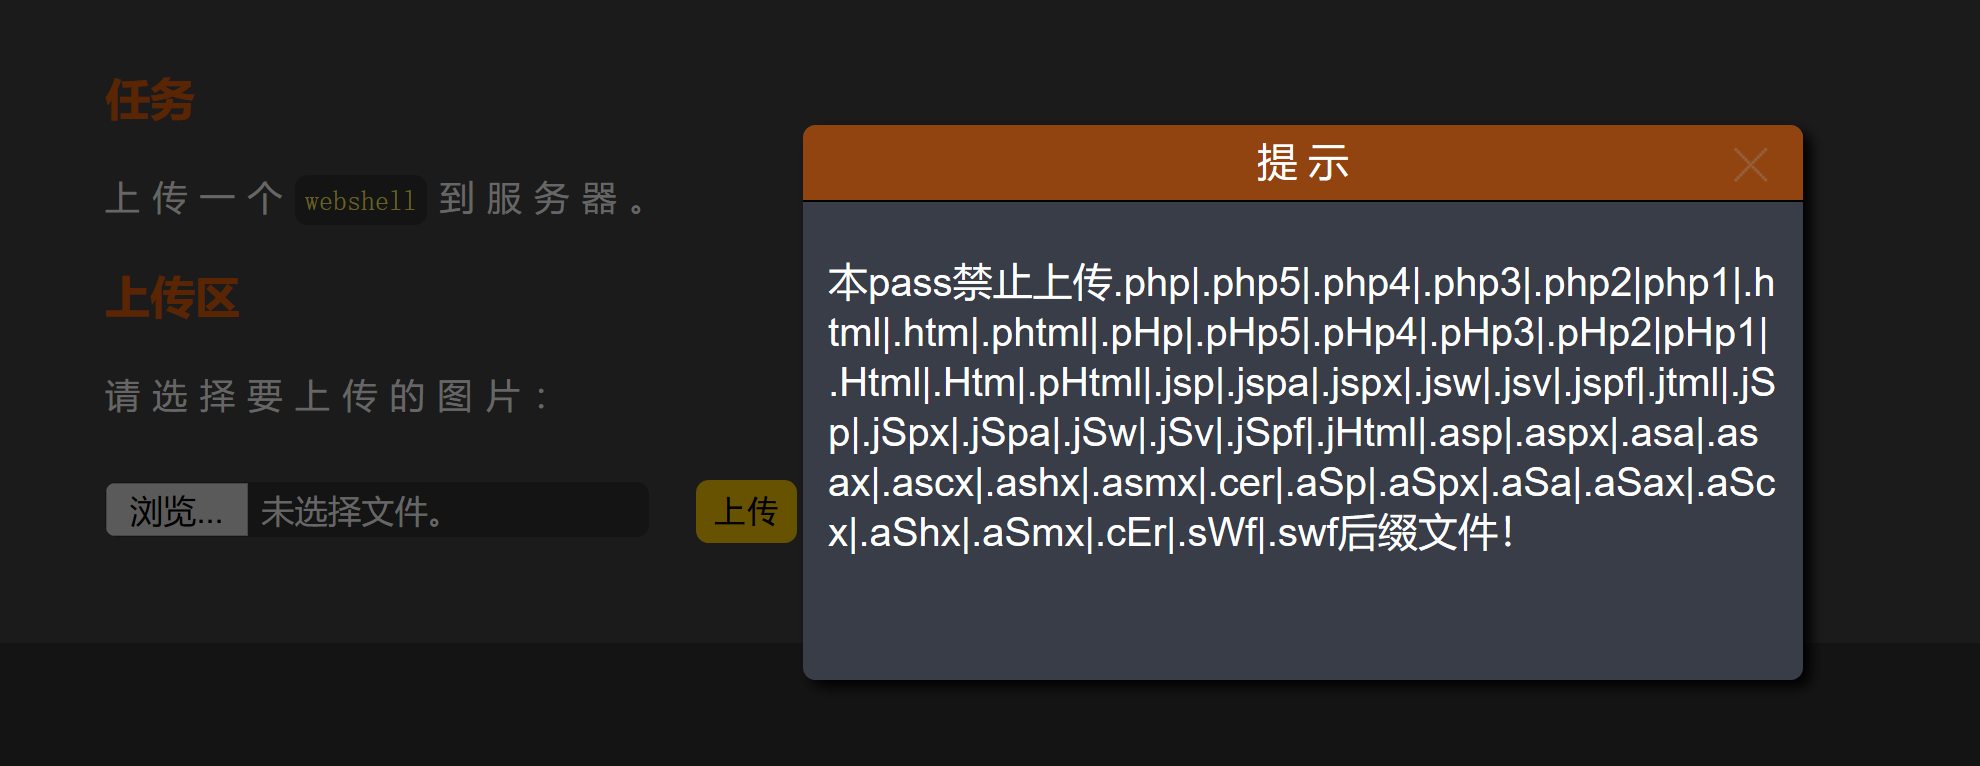 任务
上传一个 webshell 到服务器。
上传区
请选择要上传的图片：
浏览... 未选择文件。 上传
提示
本pass禁止上传.php|.php5|.php4|.php3|.php2|php1|.h
tml|.htm|.phtml|.pHp|.pHp5|.pHp4|.pHp3|.pHp2|pHp1|
.Html|.Htm|.pHtml|.jsp|.jspa|.jspx|.jsw|.jsv|.jspf|.jtml|.jS
p|.jSpx|.jSpa|.jSw|.jSv|.jSpf|.jHtml|.asp|.aspx|.asa|.as
ax|.ascx|.ashx|.asmx|.cer|.aSp|.aSpx|.aSa|.aSax|.aSc
x|.aShx|.aSmx|.cEr|.sWf|.swf后缀文件！